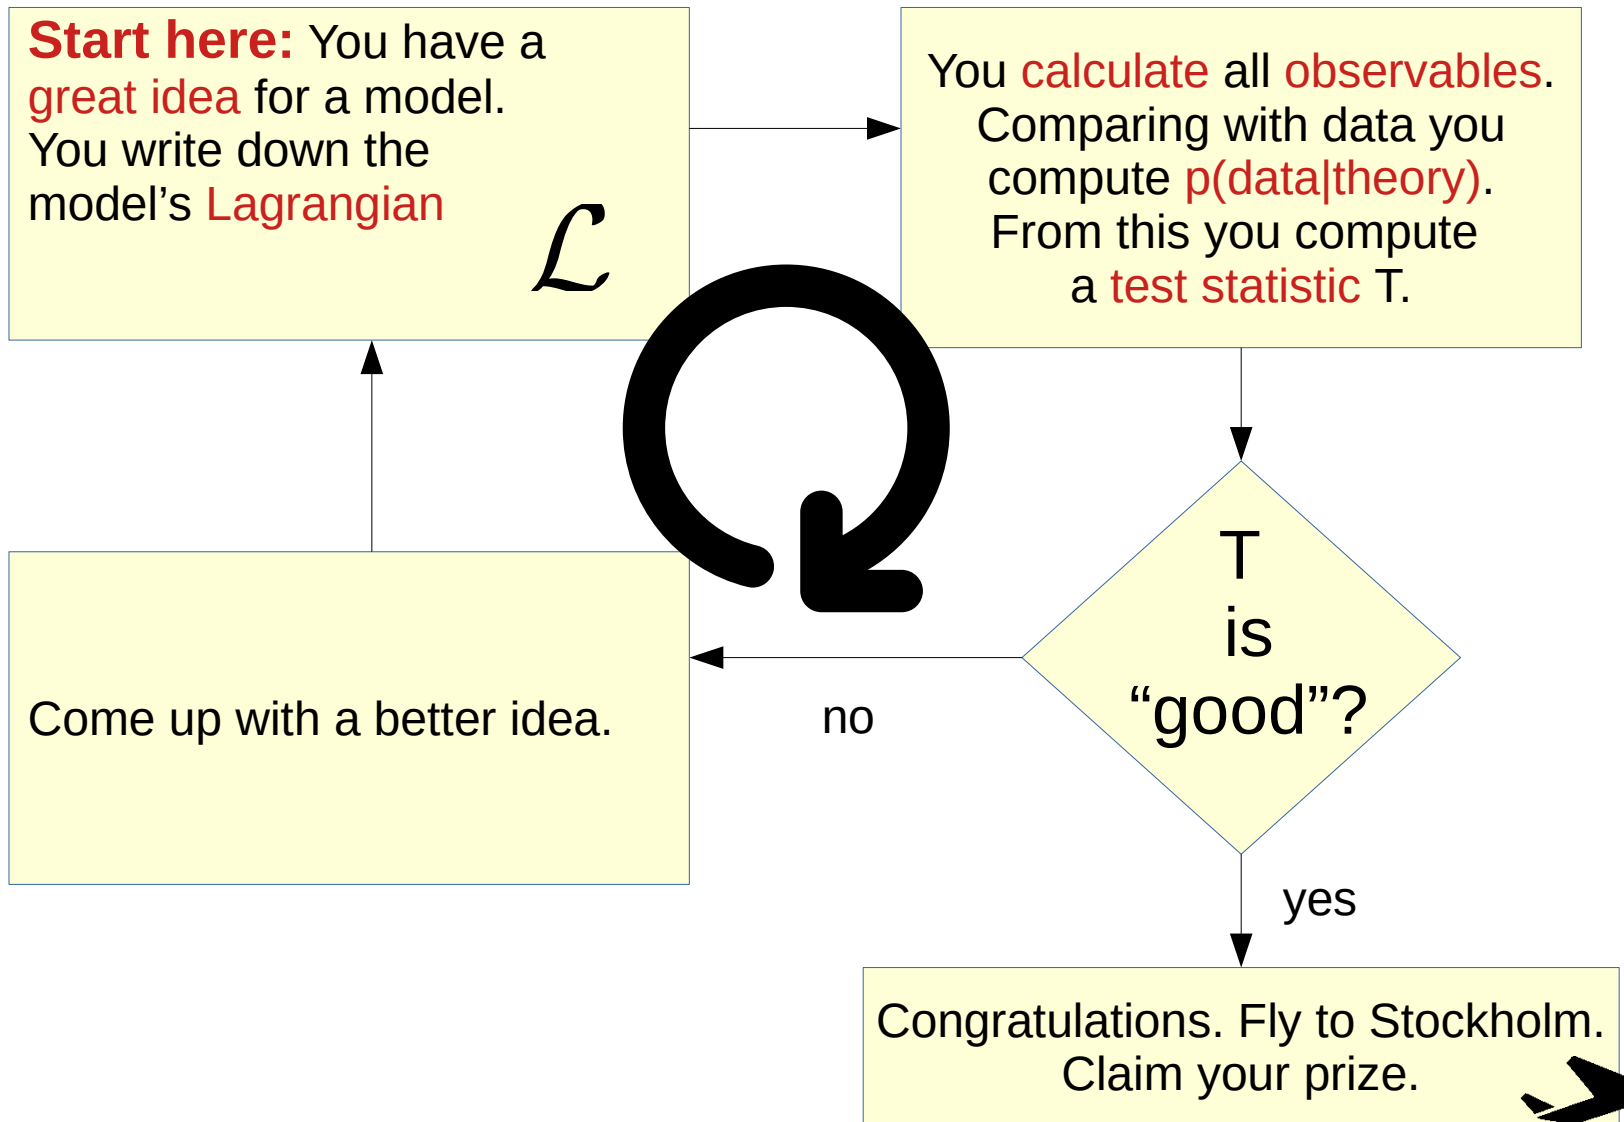 Start here: You have a
great idea for a model.
You write down the
model’s Lagrangian
ℒ
You calculate all observables.
Comparing with data you
compute p(data|theory).
From this you compute
a test statistic T.
T
is
“good”?
no
Come up with a better idea.
yes
Congratulations. Fly to Stockholm.
Claim your prize.